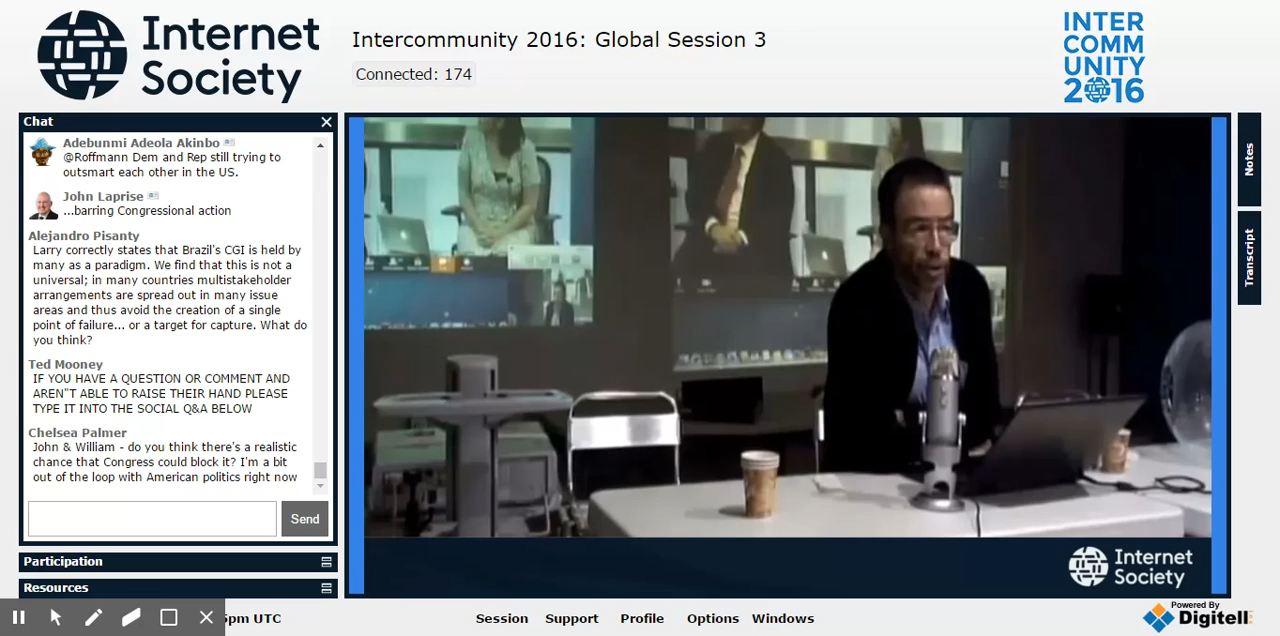 Internet
Society
Intercommunity 2016: Global Session 3
Connected: 174
INTER
COMM
UNITY
2016
Chat
Adebunmi Adeola Akinbo
@Roffmann Dem and Rep still trying to
outsmart each other in the US.
John Laprise
...barring Congressional action
Alejandro Pisanty
Larry correctly states that Brazil's CGI is held by
many as a paradigm. We find that this is not a
universal; in many countries multistakeholder
arrangements are spread out in many issue
areas and thus avoid the creation of a single
point of failure... or a target for capture. What do
you think?
Ted Mooney
IF YOU HAVE A QUESTION OR COMMENT AND
AREN"T ABLE TO RAISE THEIR HAND PLEASE
TYPE IT INTO THE SOCIAL Q&A BELOW
Chelsea Palmer
John & William - do you think there's a realistic
chance that Congress could block it? I'm a bit
out of the loop with American politics right now
Send
Participation
Resources
Notes
Transcript
Internet
Society
5pm UTC
Session Support Profile Options Windows
Powered By
Digitell